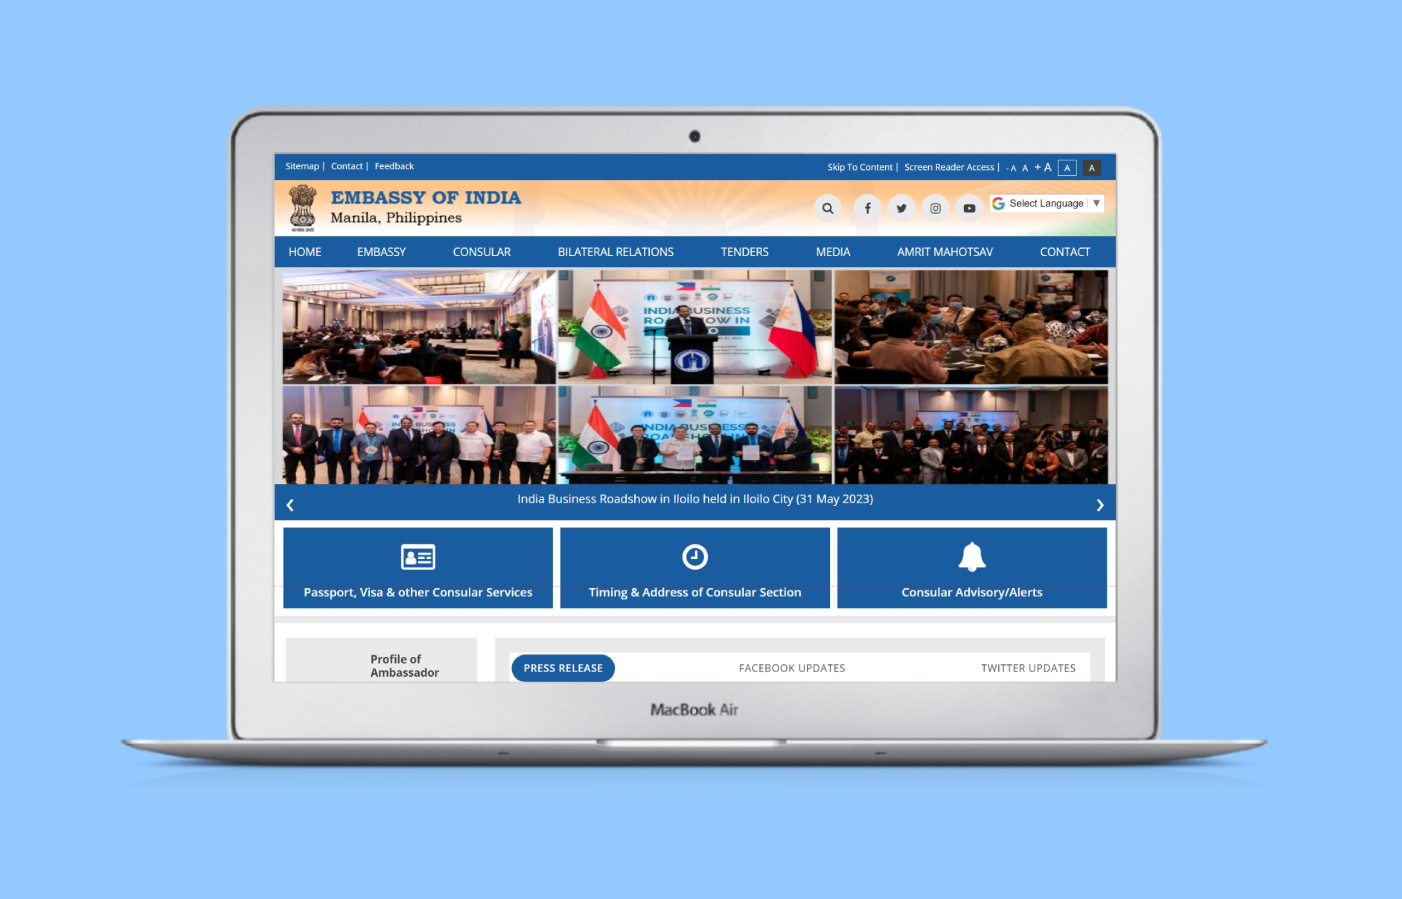 Sitemap | Contact | Feedback
Skip To Content | Screen Reader Access | - A A + A A A
EMBASSY OF INDIA
Manila, Philippines
Select Language ▼
HOME EMBASSY CONSULAR BILATERAL RELATIONS TENDERS MEDIA AMRIT MAHOTSAV CONTACT
INDIA BUSINESS
India Business Roadshow in Iloilo held in Iloilo City (31 May 2023)
Passport, Visa & other Consular Services
Timing & Address of Consular Section
Consular Advisory/Alerts
Profile of
Ambassador
PRESS RELEASE FACEBOOK UPDATES TWITTER UPDATES
MacBook Air